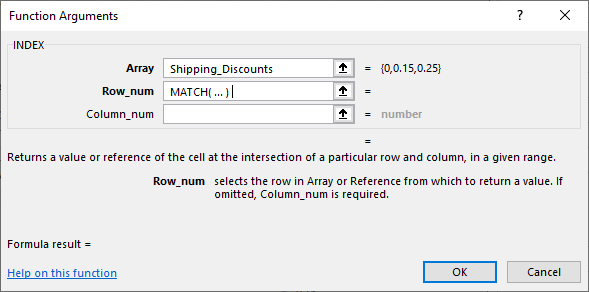 Function Arguments ?
INDEX
Array Shipping_Discounts = {0,0.15,0.25}
Row_num MATCH( ... ) =
Column_num = number
=
Returns a value or reference of the cell at the intersection of a particular row and column, in a given range.
Row_num selects the row in Array or Reference from which to return a value. If
omitted, Column_num is required.
Formula result =
Help on this function OK Cancel